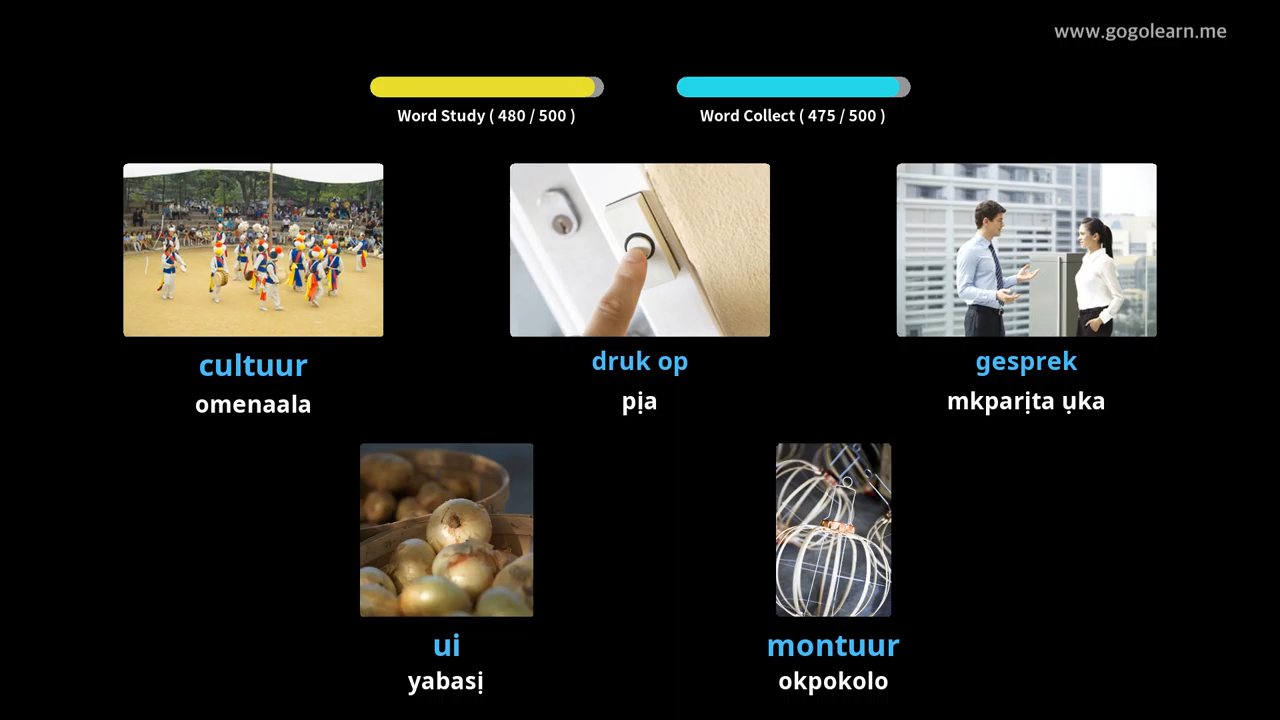 www.gogolearn.me
Word Study ( 480 / 500 )
Word Collect ( 475 / 500 )
cultuur
omenaala
druk op
pịa
gesprek
mkparịta ụka
ui
yabasị
montuur
okpokolo